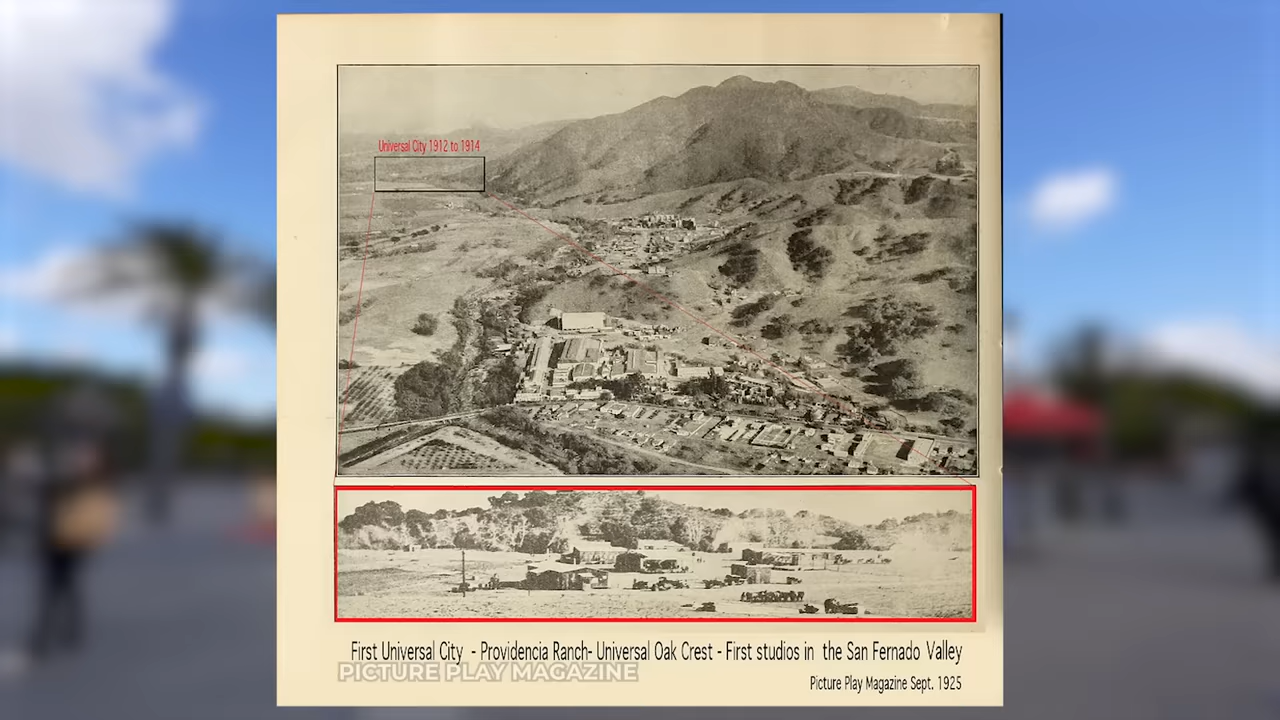 Universal City 1912 to 1914
First Universal City - Providencia Ranch- Universal Oak Crest - First studios in the San Fernado Valley
PICTURE PLAY MAGAZINE
Picture Play Magazine Sept. 1925